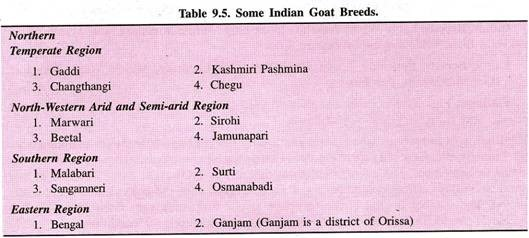 Table 9.5. Some Indian Goat Breeds.
Northern
Temperate Region
1. Gaddi 2. Kashmiri Pashmina
3. Changthangi 4. Chegu
North-Western Arid and Semi-arid Region
1. Marwari 2. Sirohi
3. Beetal 4. Jamunapari
Southern Region
1. Malabari 2. Surti
3. Sangamneri 4. Osmanabadi
Eastern Region
1. Bengal 2. Ganjam (Ganjam is a district of Orissa)